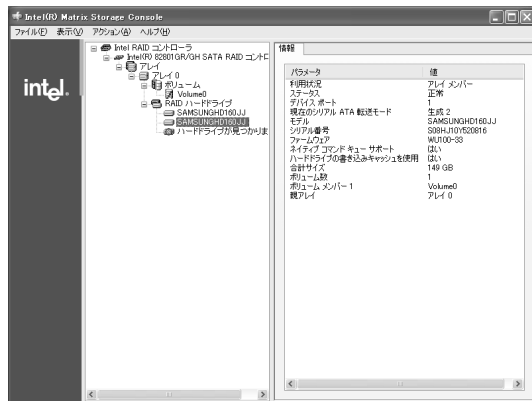 Intel(R) Matrix Storage Console
ファイル(F) 表示(V) アクション(A) ヘルプ(H)
intel.
Intel RAID コントローラ
Intel(R) 82801GR/GH SATA RAID コントロ
アレイ
アレイ 0
ボリューム
Volume0
RAID ハードドライブ
SAMSUNGHD160JJ
SAMSUNGHD160JJ
ハードドライブが見つかりま
情報
パラメータ 値
利用状況 アレイ メンバー
ステータス 正常
デバイス ポート 1
現在のシリアル ATA 転送モード 生成 2
モデル SAMSUNGHD160JJ
シリアル番号 S08HJ10Y520816
ファームウェア WU100-33
ネイティブ コマンド キュー サポート はい
ハードドライブの書き込みキャッシュを使用 はい
合計サイズ 149 GB
ボリューム数 1
ボリューム メンバー 1 Volume0
親アレイ アレイ 0